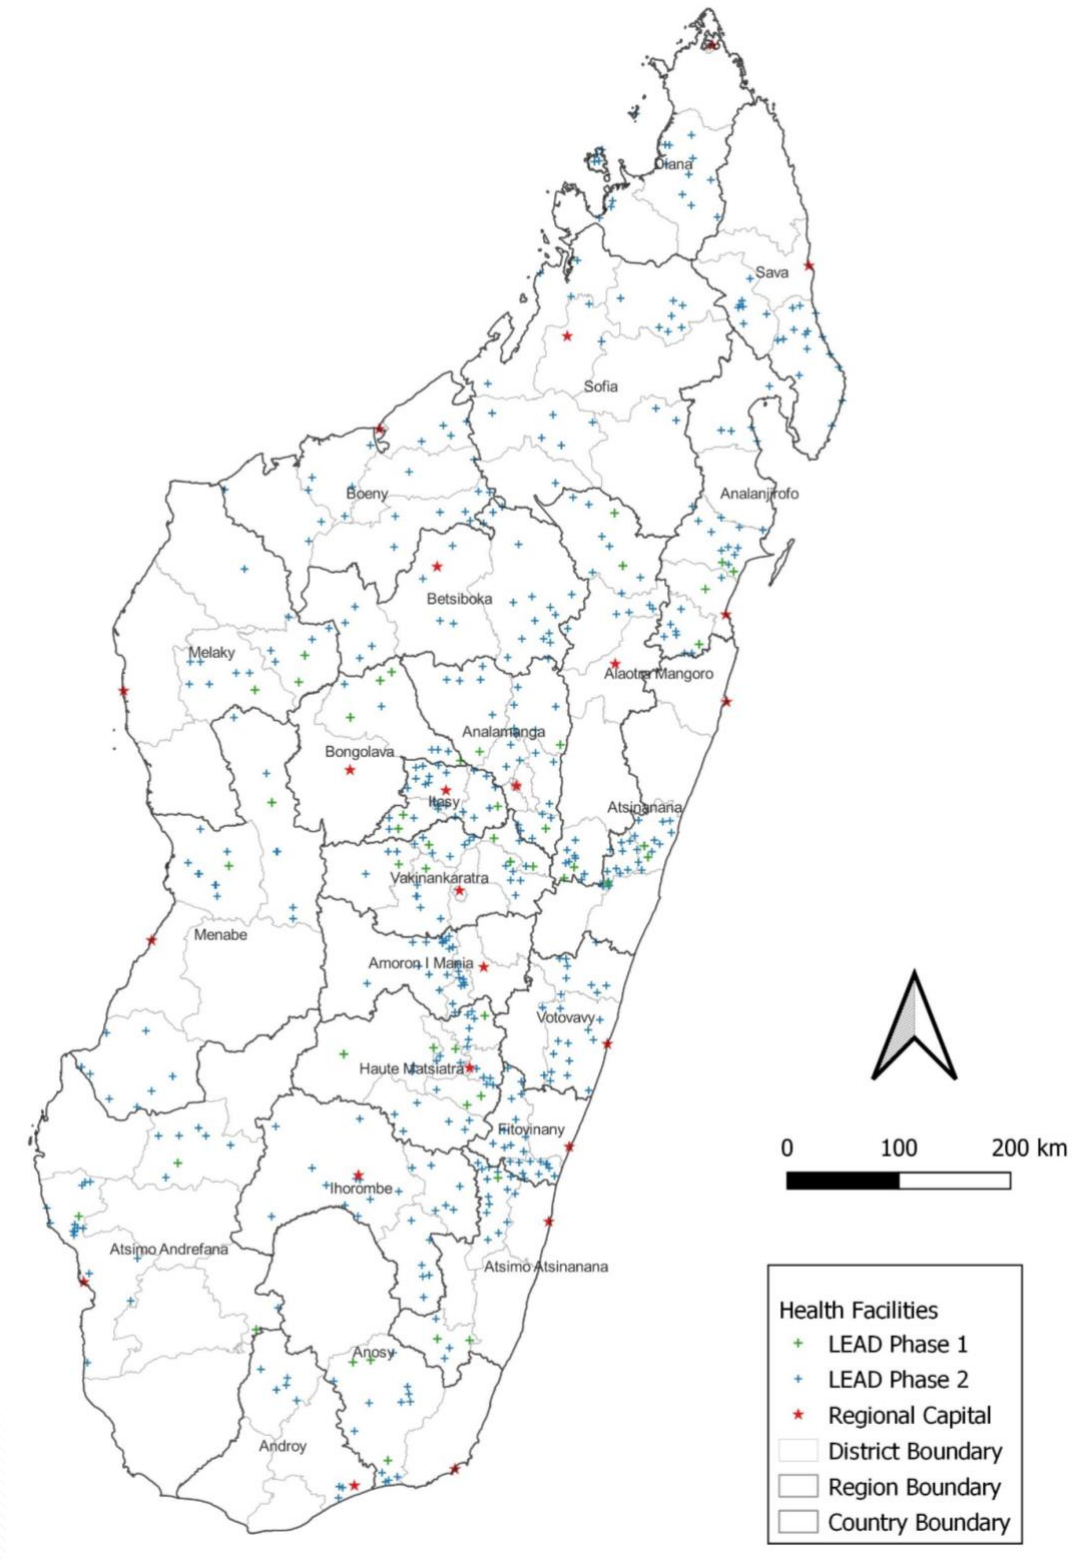 Diana
Sava
Sofia
Boeny
Analanjirofo
Betsiboka
Melaky
Alaotra Mangoro
Analamanga
Bongolava
Itasy
Atsinanana
Vakinankaratra
Menabe
Amoron I Mania
Votovavy
Haute Matsiatra
0 100 200 km
Fitovinany
Ihorombe
Atsimo Andrefana
Atsimo Atsinanana
Health Facilities
LEAD Phase 1
Anosy
LEAD Phase 2
Regional Capital
Androy
District Boundary
Region Boundary
Country Boundary